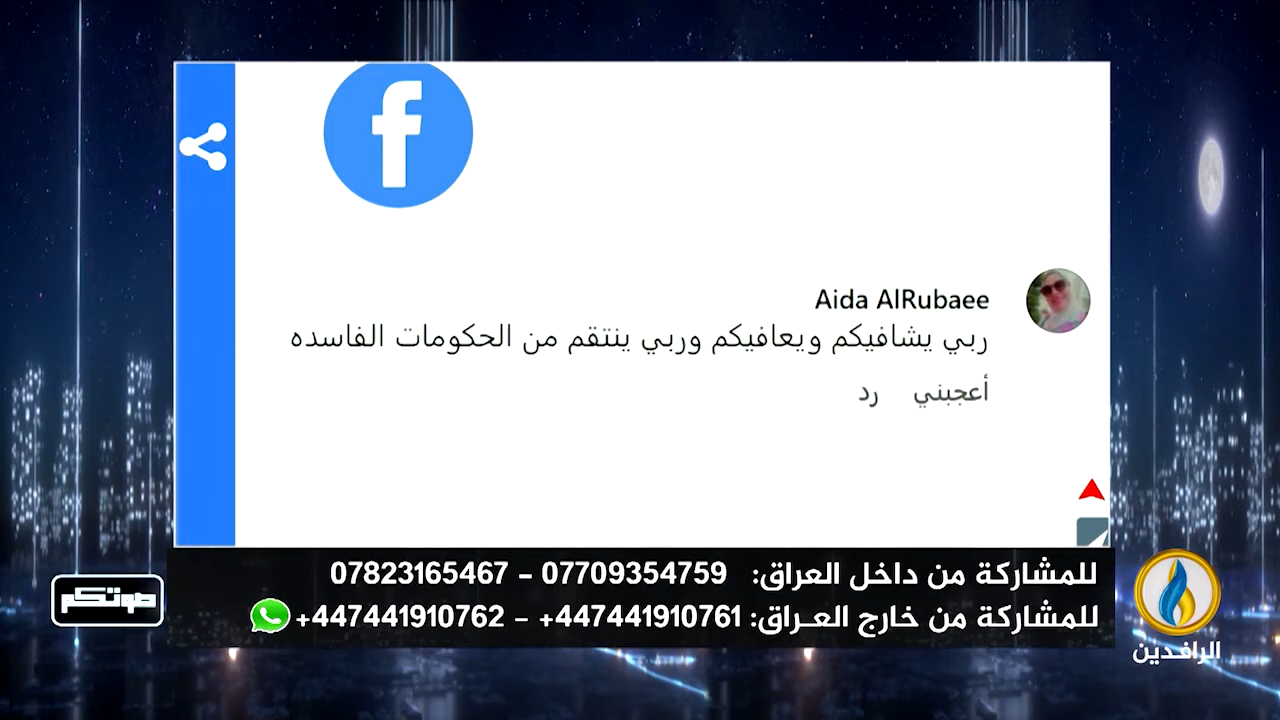 f
Aida AlRubaee
ربي يشافيكم ويعافيكم وربي ينتقم من الحكومات الفاسده
أعجبني رد
للمشاركة من داخل العراق: 07709354759 - 07823165467
للمشاركة من خارج العـراق: 447441910761+ - 447441910762+
صوتكم
الرافدين